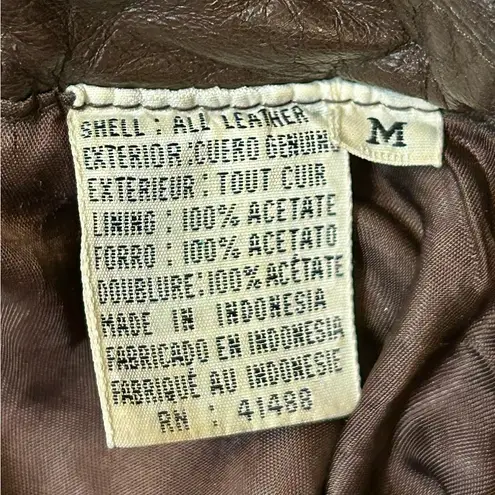 SHELL : ALL LEATHER
EXTERIOR : CUERO GENUINO
EXTERIEUR : TOUT CUIR
LINING : 100% ACETATE
FORRO : 100% ACETATO
DOUBLURE : 100% ACÉTATE
MADE IN INDONESIA
FABRICADO EN INDONESIA
FABRIQUÉ AU INDONESIE
RN : 41488
M